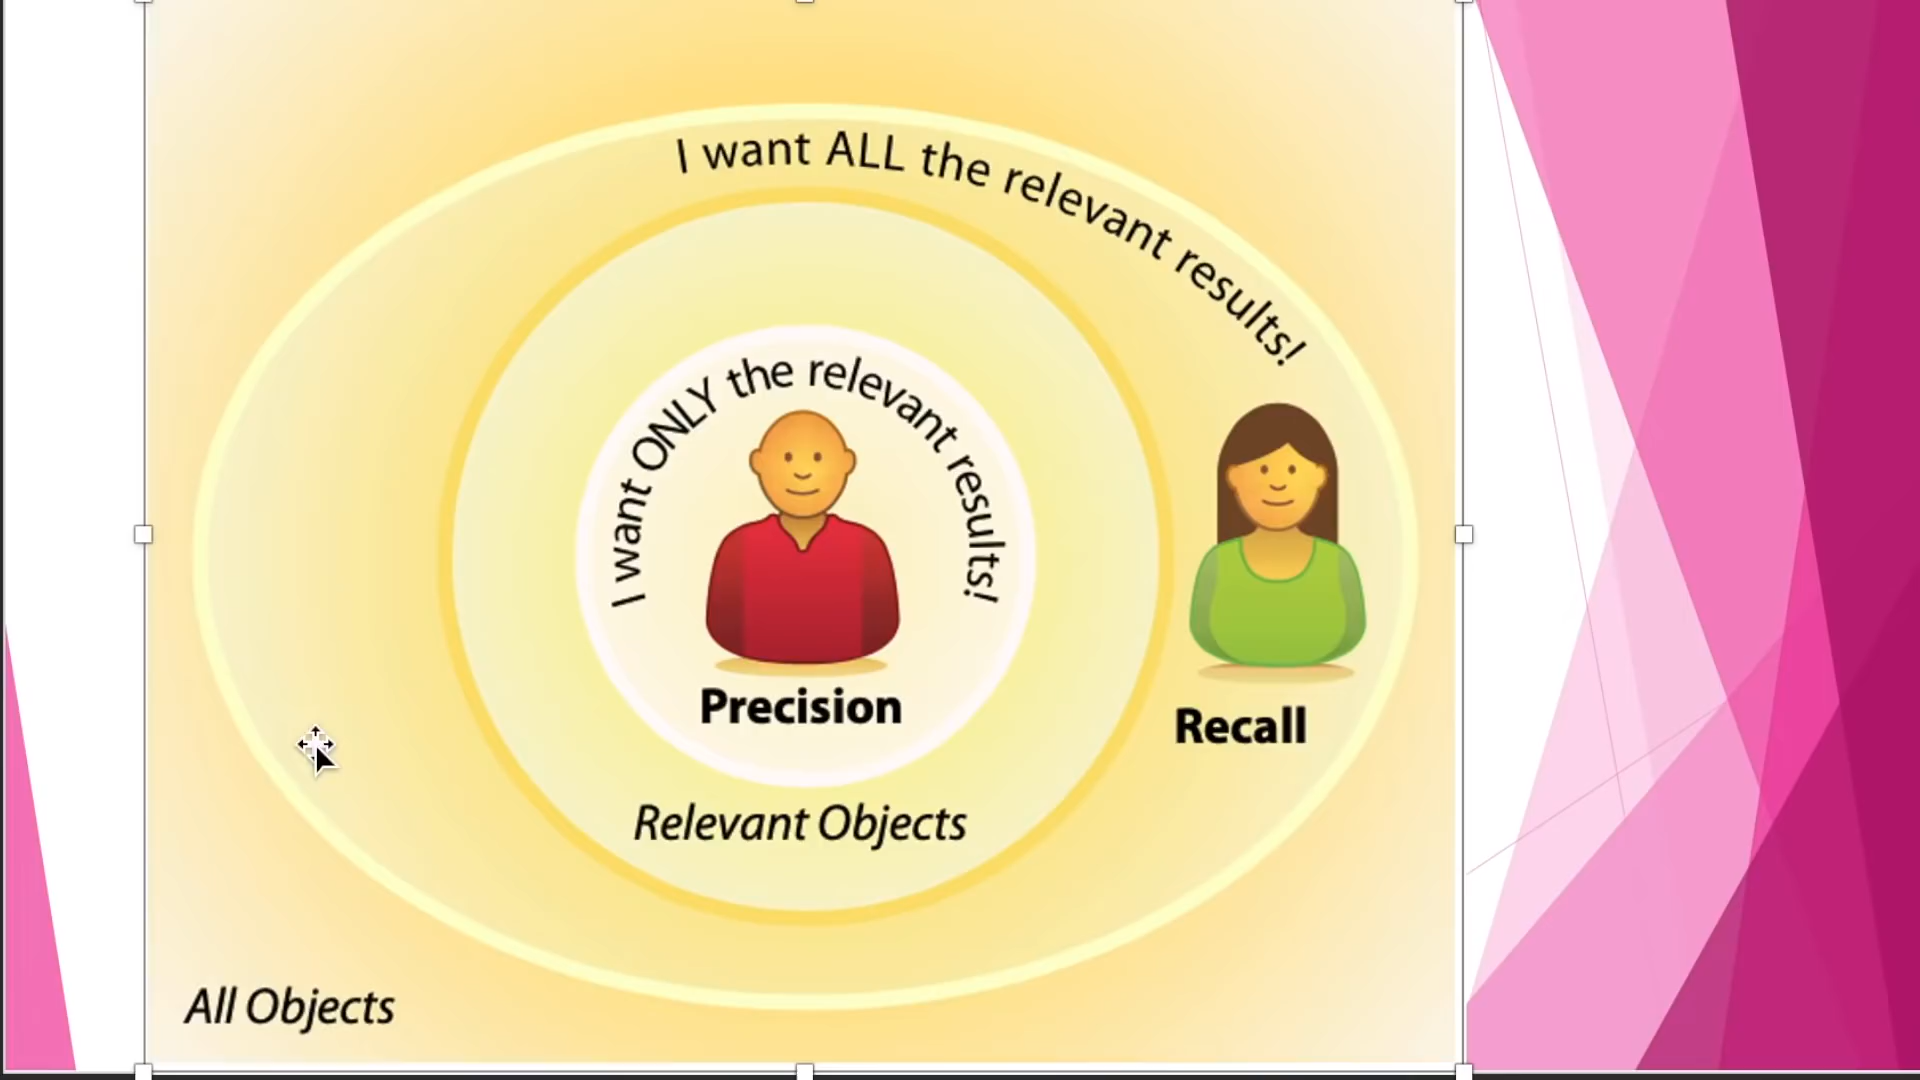 I want ALL the relevant results!
I want ONLY the relevant results!
Precision
Recall
Relevant Objects
All Objects